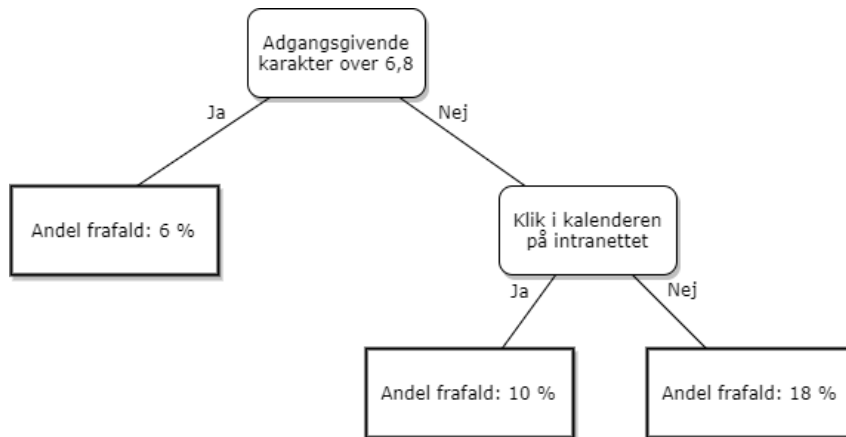 Adgangsgivende
karakter over 6,8
Ja
Nej
Andel frafald: 6 %
Klik i kalenderen
på intranettet
Ja
Nej
Andel frafald: 10 %
Andel frafald: 18 %